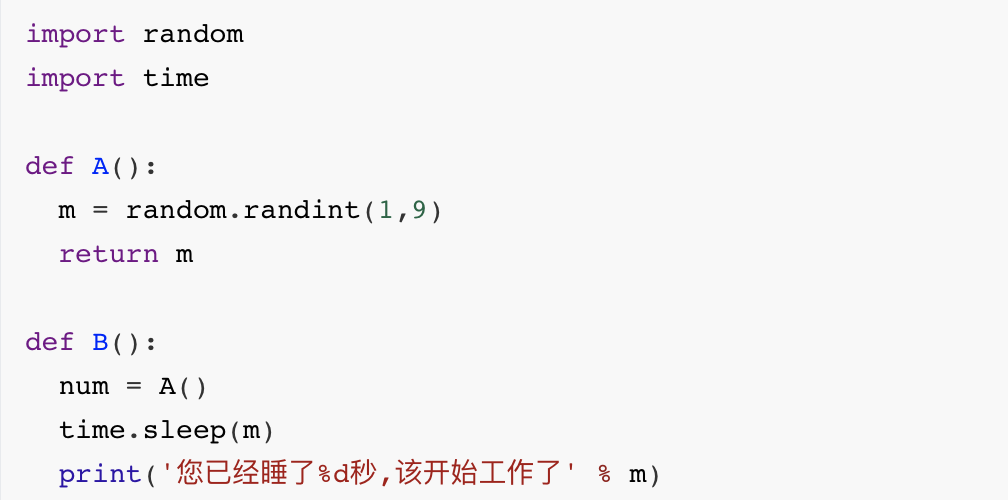 import random
import time
def A():
  m = random.randint(1,9)
  return m
def B():
  num = A()
  time.sleep(m)
  print('您已经睡了%d秒,该开始工作了' % m)